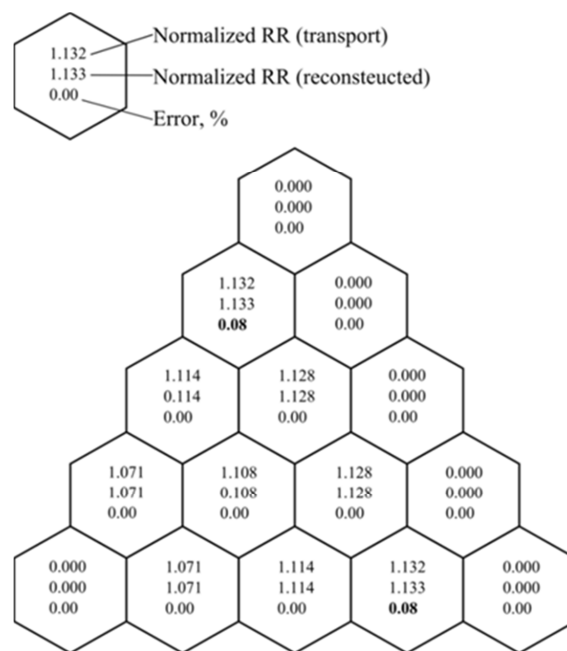 1.132 Normalized RR (transport)
1.133 Normalized RR (reconsteucted)
0.00 Error, %
0.000
0.000
0.00
1.132 0.000
1.133 0.000
0.08 0.00
1.114 1.128 0.000
0.114 1.128 0.000
0.00 0.00 0.00
1.071 1.108 1.128 0.000
1.071 0.108 1.128 0.000
0.00 0.00 0.00 0.00
0.000 1.071 1.114 1.132 0.000
0.000 1.071 1.114 1.133 0.000
0.00 0.00 0.00 0.08 0.00